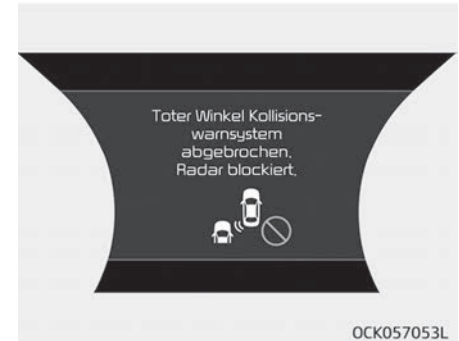 Toter Winkel Kollisions-
warnsystem
abgebrochen.
Radar blockiert.
OCK057053L